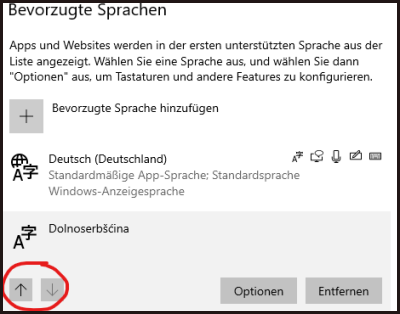 Bevorzugte Sprachen
Apps und Websites werden in der ersten unterstützten Sprache aus der
Liste angezeigt. Wählen Sie eine Sprache aus, und wählen Sie dann
"Optionen" aus, um Tastaturen und andere Features zu konfigurieren.
Bevorzugte Sprache hinzufügen
Deutsch (Deutschland)
Standardmäßige App-Sprache; Standardsprache
Windows-Anzeigesprache
Dolnoserbšćina
Optionen
Entfernen